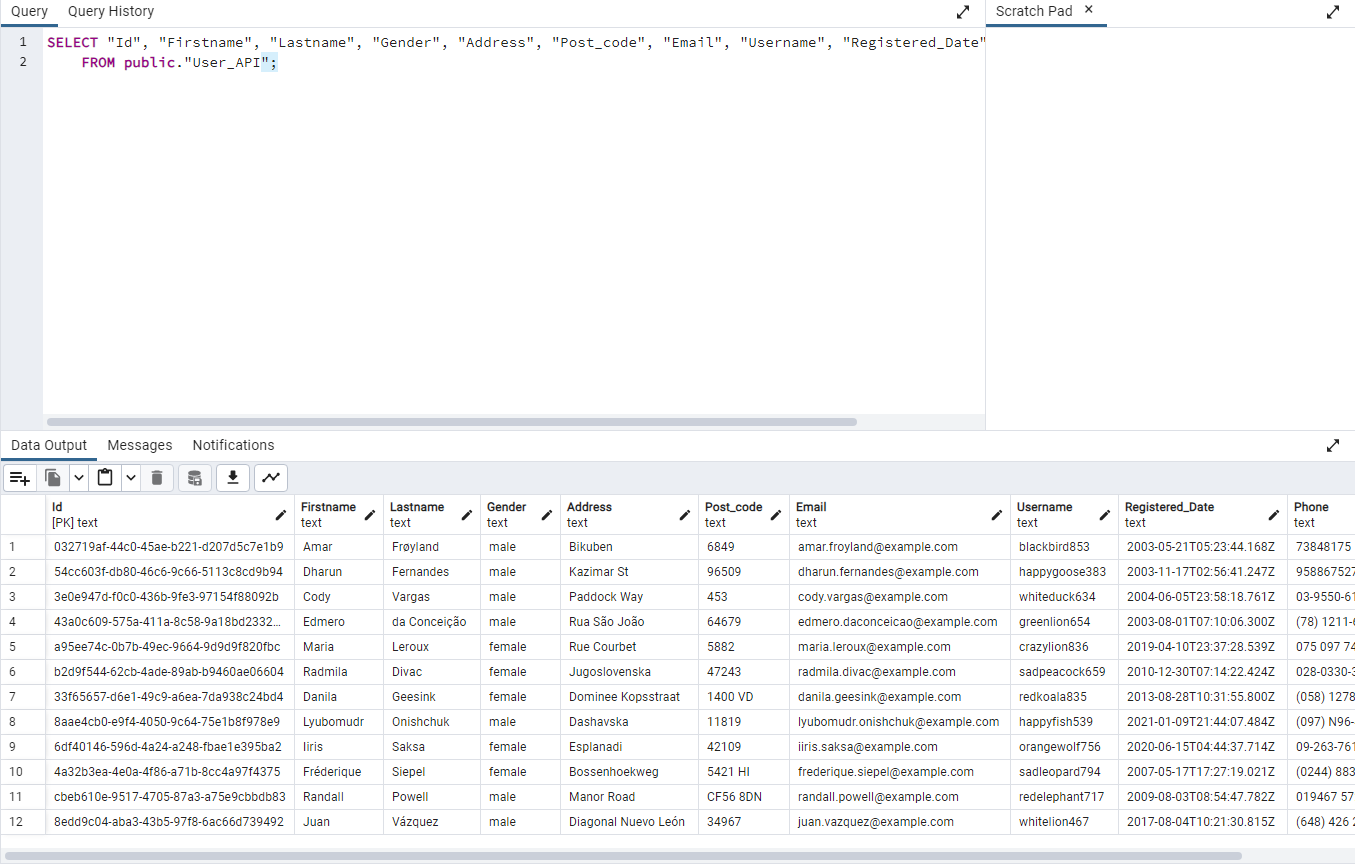 Query Query History
Scratch Pad ×
1 SELECT "Id", "Firstname", "Lastname", "Gender", "Address", "Post_code", "Email", "Username", "Registered_Date"
2 FROM public."User_API";
Data Output Messages Notifications
Id Firstname Lastname Gender Address Post_code Email Username Registered_Date Phone
[PK] text text text text text text text text text text
1 032719af-44c0-45ae-b221-d207d5c7e1b9 Amar Frøyland male Bikuben 6849 amar.froyland@example.com blackbird853 2003-05-21T05:23:44.168Z 73848175
2 54cc603f-db80-46c6-9c66-5113c8cd9b94 Dharun Fernandes male Kazimar St 96509 dharun.fernandes@example.com happygoose383 2003-11-17T02:56:41.247Z 958867527
3 3e0e947d-f0c0-436b-9fe3-97154f88092b Cody Vargas male Paddock Way 453 cody.vargas@example.com whiteduck634 2004-06-05T23:58:18.761Z 03-9550-61
4 43a0c609-575a-411a-8c58-9a18bd2332... Edmero da Conceição male Rua São João 64679 edmero.daconceicao@example.com greenlion654 2003-08-01T07:10:06.300Z (78) 1211-6
5 a95ee74c-0b7b-49ec-9664-9d9d9f820fbc Maria Leroux female Rue Courbet 5882 maria.leroux@example.com crazylion836 2019-04-10T23:37:28.539Z 075 097 74
6 b2d9f544-62cb-4ade-89ab-b9460ae06604 Radmila Divac female Jugoslovenska 47243 radmila.divac@example.com sadpeacock659 2010-12-30T07:14:22.424Z 028-0330-3
7 33f65657-d6e1-49c9-a6ea-7da938c24bd4 Danila Geesink female Dominee Kopsstraat 1400 VD danila.geesink@example.com redkoala835 2013-08-28T10:31:55.800Z (058) 1278
8 8aae4cb0-e9f4-4050-9c64-75e1b8f978e9 Lyubomudr Onishchuk male Dashavska 11819 lyubomudr.onishchuk@example.com happyfish539 2021-01-09T21:44:07.484Z (097) N96-
9 6df40146-596d-4a24-a248-fbae1e395ba2 Iiris Saksa female Esplanadi 42109 iiris.saksa@example.com orangewolf756 2020-06-15T04:44:37.714Z 09-263-761
10 4a32b3ea-4e0a-4f86-a71b-8cc4a97f4375 Fréderique Siepel female Bossenhoekweg 5421 HI frederique.siepel@example.com sadleopard794 2007-05-17T17:27:19.021Z (0244) 883
11 cbeb610e-9517-4705-87a3-a75e9cbbdb83 Randall Powell male Manor Road CF56 8DN randall.powell@example.com redelephant717 2009-08-03T08:54:47.782Z 019467 57
12 8edd9c04-aba3-43b5-97f8-6ac66d739492 Juan Vázquez male Diagonal Nuevo León 34967 juan.vazquez@example.com whitelion467 2017-08-04T10:21:30.815Z (648) 426 2